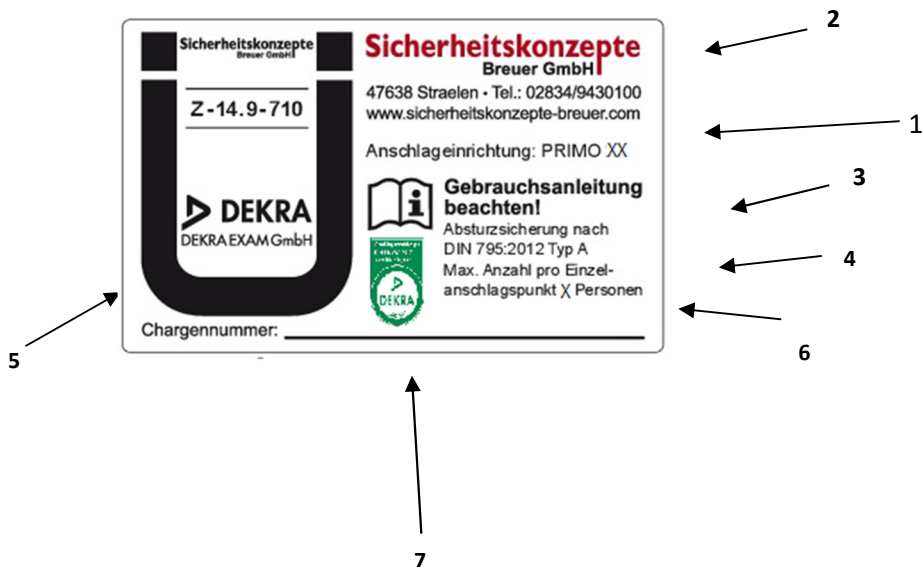 Sicherheitskonzepte
Breuer GmbH
Z-14.9-710
DEKRA
DEKRA EXAM GmbH
Sicherheitskonzepte
Breuer GmbH
47638 Straelen • Tel.: 02834/9430100
www.sicherheitskonzepte-breuer.com
Anschlageinrichtung: PRIMO XX
Gebrauchsanleitung
beachten!
Absturzsicherung nach
DIN 795:2012 Typ A
Max. Anzahl pro Einzel-
anschlagspunkt X Personen
DEKRA
Chargennummer:
2
1
3
4
5
6
7